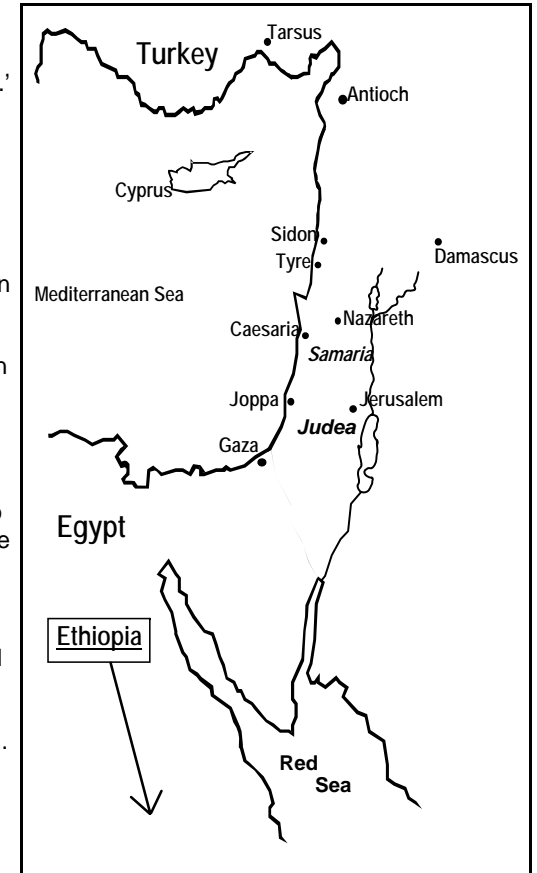 Tarsus
Turkey
.’
Antioch
Cyprus
Sidon
Damascus
Tyre
n
Mediterranean Sea
Nazareth
Caesaria
Samaria
n
Joppa
Jerusalem
Judea
Gaza
Egypt
e
Ethiopia
.
Red
Sea